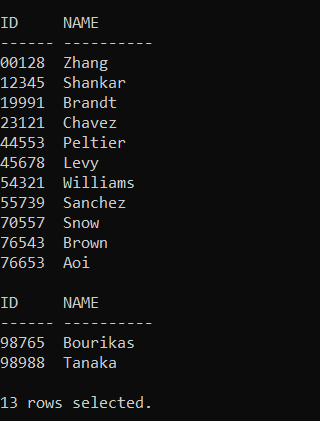 ID     NAME
------ ----------
00128  Zhang
12345  Shankar
19991  Brandt
23121  Chavez
44553  Peltier
45678  Levy
54321  Williams
55739  Sanchez
70557  Snow
76543  Brown
76653  Aoi

ID     NAME
------ ----------
98765  Bourikas
98988  Tanaka

13 rows selected.